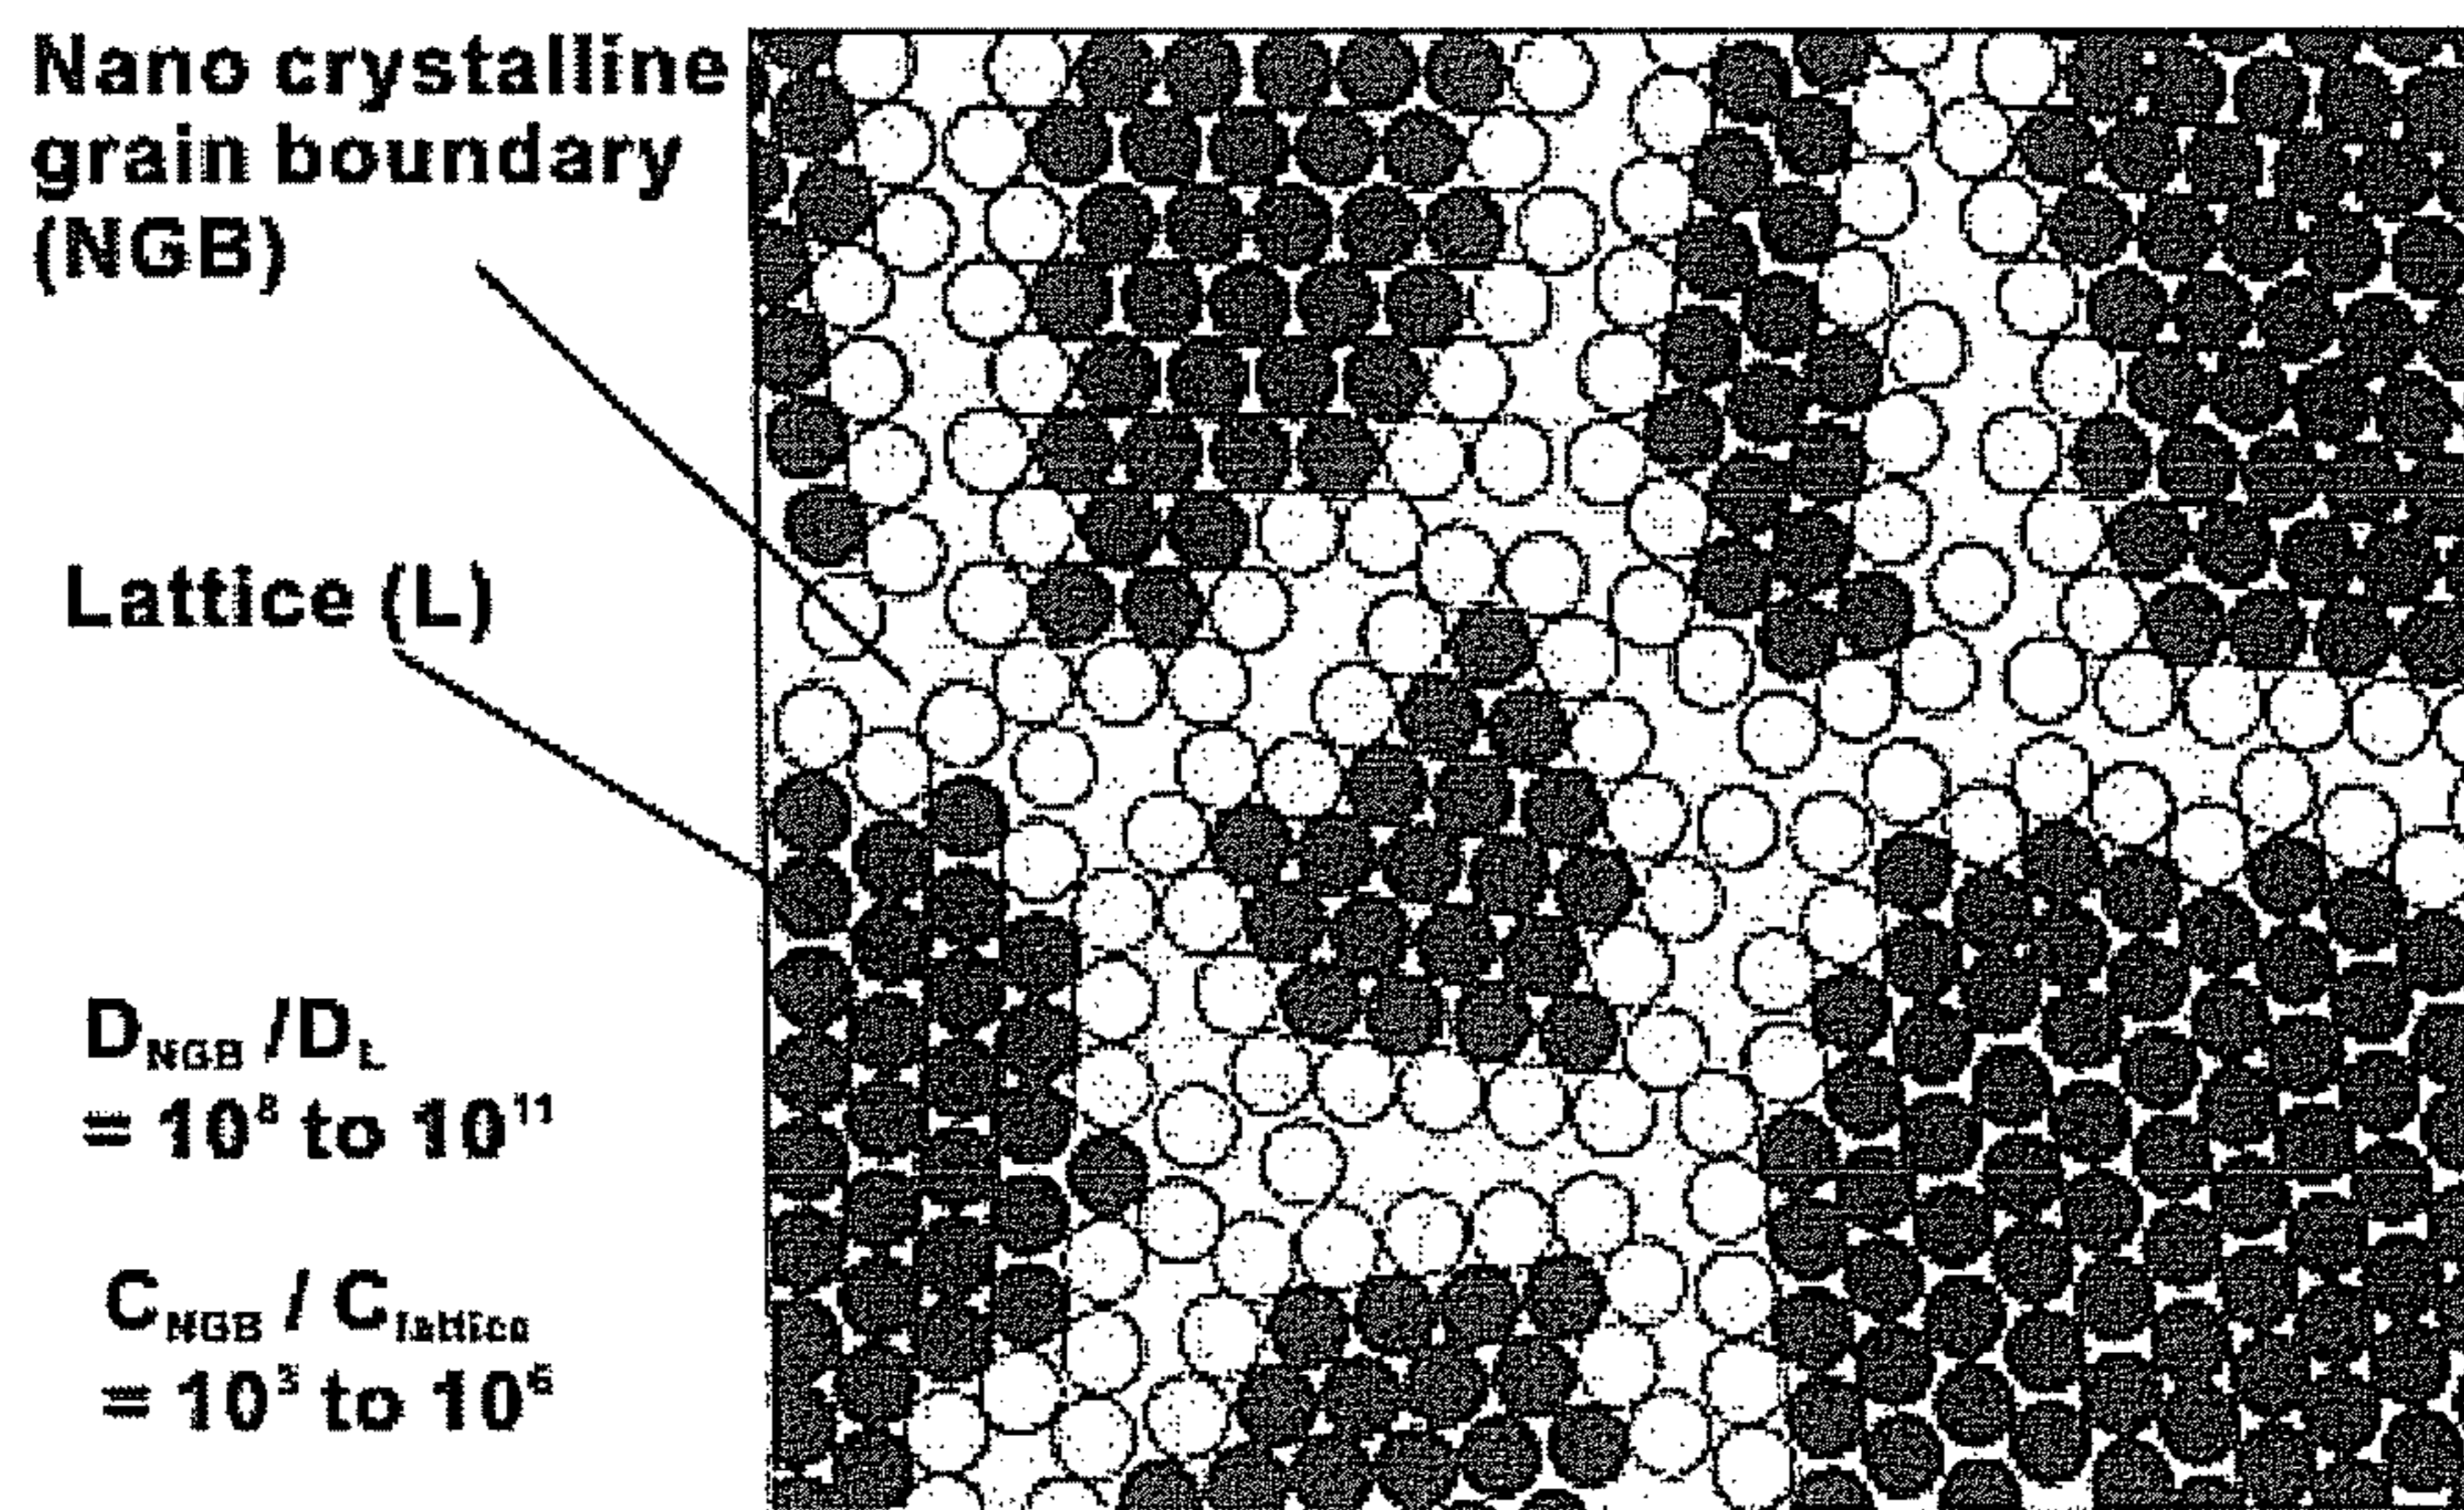 Nano crystalline
grain boundary
(NGB)
Lattice (L)
D_NGB / D_L
= 10^8 to 10^11
C_NGB / C_lattice
= 10^3 to 10^6